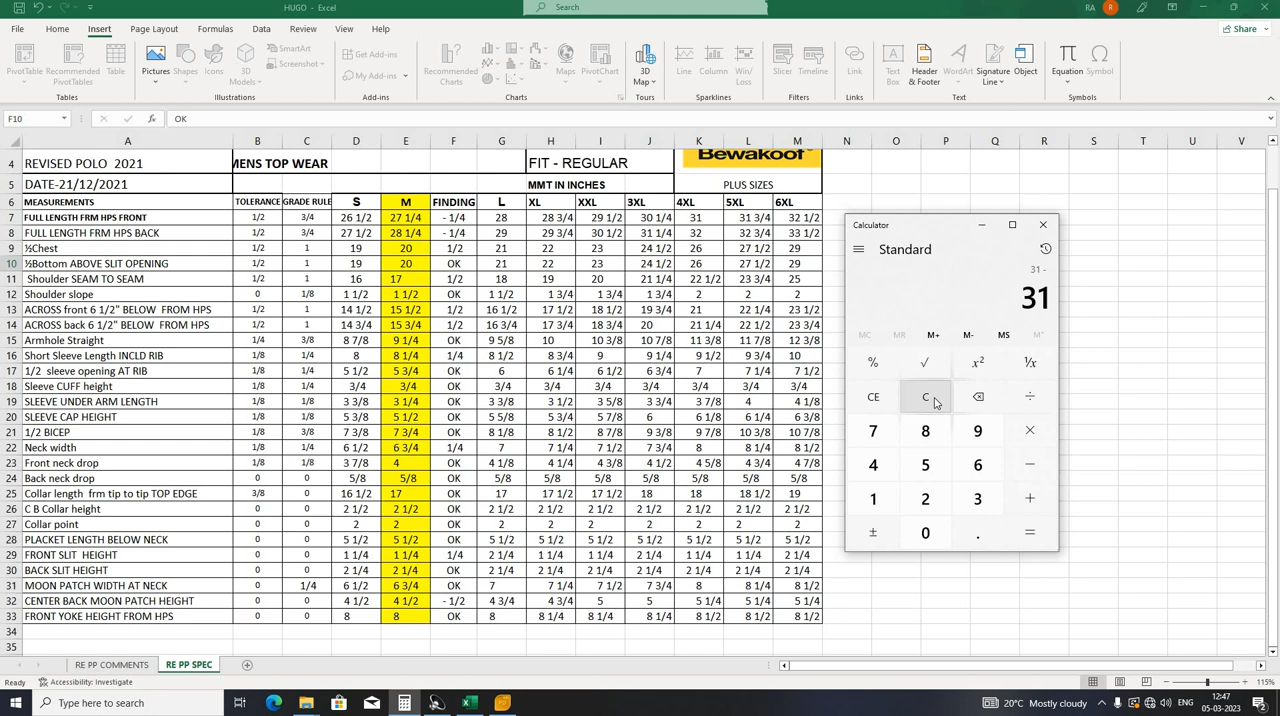 HUGO - Excel
Search
RA
R
File Home Insert Page Layout Formulas Data Review View Help
Share
PivotTable Recommended PivotTables Table Pictures Shapes Icons 3D Models SmartArt Screenshot Get Add-ins My Add-ins Recommended Charts Maps PivotChart 3D Map Line Column Win/Loss Slicer Timeline Link Text Box Header & Footer WordArt Signature Line Object Equation Symbol
Tables Illustrations Add-ins Charts Tours Sparklines Filters Links Text Symbols
F10 OK
A B C D E F G H I J K L M N O P Q R S T U V
4 REVISED POLO 2021 MENS TOP WEAR FIT - REGULAR Bewakoof
5 DATE-21/12/2021 MMT IN INCHES PLUS SIZES
6 MEASUREMENTS TOLERANCE GRADE RULE S M FINDING L XL XXL 3XL 4XL 5XL 6XL
7 FULL LENGTH FRM HPS FRONT 1/2 3/4 26 1/2 27 1/4 - 1/4 28 28 3/4 29 1/2 30 1/4 31 31 3/4 32 1/2
8 FULL LENGTH FRM HPS BACK 1/2 3/4 27 1/2 28 1/4 - 1/4 29 29 3/4 30 1/2 31 1/4 32 32 3/4 33 1/2
9 ½Chest 1/2 1 19 20 1/2 21 22 23 24 1/2 26 27 1/2 29
10 ½Bottom ABOVE SLIT OPENING 1/2 1 19 20 OK 21 22 23 24 1/2 26 27 1/2 29
11 Shoulder SEAM TO SEAM 1/2 1 16 17 1/2 18 19 20 21 1/4 22 1/2 23 3/4 25
12 Shoulder slope 0 1/8 1 1/2 1 1/2 OK 1 1/2 1 3/4 1 3/4 1 3/4 2 2 2
13 ACROSS front 6 1/2" BELOW FROM HPS 1/2 1 14 1/2 15 1/2 1/2 16 1/2 17 1/2 18 1/2 19 3/4 21 22 1/4 23 1/2
14 ACROSS back 6 1/2" BELOW FROM HPS 1/2 1 14 3/4 15 3/4 1/2 16 3/4 17 3/4 18 3/4 20 21 1/4 22 1/2 23 3/4
15 Armhole Straight 1/4 3/8 8 7/8 9 1/4 OK 9 5/8 10 10 3/8 10 7/8 11 3/8 11 7/8 12 3/8
16 Short Sleeve Length INCLD RIB 1/8 1/4 8 8 1/4 1/4 8 1/2 8 3/4 9 9 1/4 9 1/2 9 3/4 10
17 1/2 sleeve opening AT RIB 1/8 1/4 5 1/2 5 3/4 OK 6 6 1/4 6 1/2 6 3/4 7 7 1/4 7 1/2
18 Sleeve CUFF height 1/8 1/4 3/4 3/4 OK 3/4 3/4 3/4 3/4 3/4 3/4 3/4
19 SLEEVE UNDER ARM LENGTH 1/8 1/8 3 3/8 3 1/4 OK 3 3/8 3 1/2 3 5/8 3 3/4 3 7/8 4 4 1/8
20 SLEEVE CAP HEIGHT 1/8 1/8 5 3/8 5 1/2 OK 5 5/8 5 3/4 5 7/8 6 6 1/8 6 1/4 6 3/8
21 1/2 BICEP 1/8 3/8 7 3/8 7 3/4 OK 8 1/8 8 1/2 8 7/8 9 3/8 9 7/8 10 3/8 10 7/8
22 Neck width 1/8 1/4 6 1/2 6 3/4 1/4 7 7 1/4 7 1/2 7 3/4 8 8 1/4 8 1/2
23 Front neck drop 1/8 1/8 3 7/8 4 OK 4 1/8 4 1/4 4 3/8 4 1/2 4 5/8 4 3/4 4 7/8
24 Back neck drop 0 0 5/8 5/8 OK 5/8 5/8 5/8 5/8 5/8 5/8 5/8
25 Collar length frm tip to tip TOP EDGE 3/8 0 16 1/2 17 OK 17 17 1/2 17 1/2 18 18 18 1/2 19
26 C B Collar height 0 0 2 1/2 2 1/2 OK 2 1/2 2 1/2 2 1/2 2 1/2 2 1/2 2 1/2 2 1/2
27 Collar point 0 0 2 2 OK 2 2 2 2 2 2 2
28 PLACKET LENGTH BELOW NECK 0 0 5 1/2 5 1/2 OK 5 1/2 5 1/2 5 1/2 5 1/2 5 1/2 5 1/2 5 1/2
29 FRONT SLIT HEIGHT 0 0 1 1/4 1 1/4 1/4 1 1/4 1 1/4 1 1/4 1 1/4 1 1/4 1 1/4 1 1/4
30 BACK SLIT HEIGHT 0 0 2 1/4 2 1/4 OK 2 1/4 2 1/4 2 1/4 2 1/4 2 1/4 2 1/4 2 1/4
31 MOON PATCH WIDTH AT NECK 0 1/4 6 1/2 6 3/4 OK 7 7 1/4 7 1/2 7 3/4 8 8 1/4 8 1/2
32 CENTER BACK MOON PATCH HEIGHT 0 0 4 1/2 4 1/2 - 1/2 4 3/4 4 3/4 5 5 5 1/4 5 1/4 5 1/4
33 FRONT YOKE HEIGHT FROM HPS 0 0 8 8 OK 8 8 1/4 8 1/4 8 1/4 8 1/2 8 1/2 8 1/2
34
35
Calculator
Standard
31 -
31
MC MR M+ M- MS M˅
% √ x² ¹/x
CE C ÷
7 8 9 ×
4 5 6 −
1 2 3 +
± 0 . =
RE PP COMMENTS RE PP SPEC
Ready Accessibility: Investigate 115%
Type here to search 20°C Mostly cloudy ENG 12:47
05-03-2023